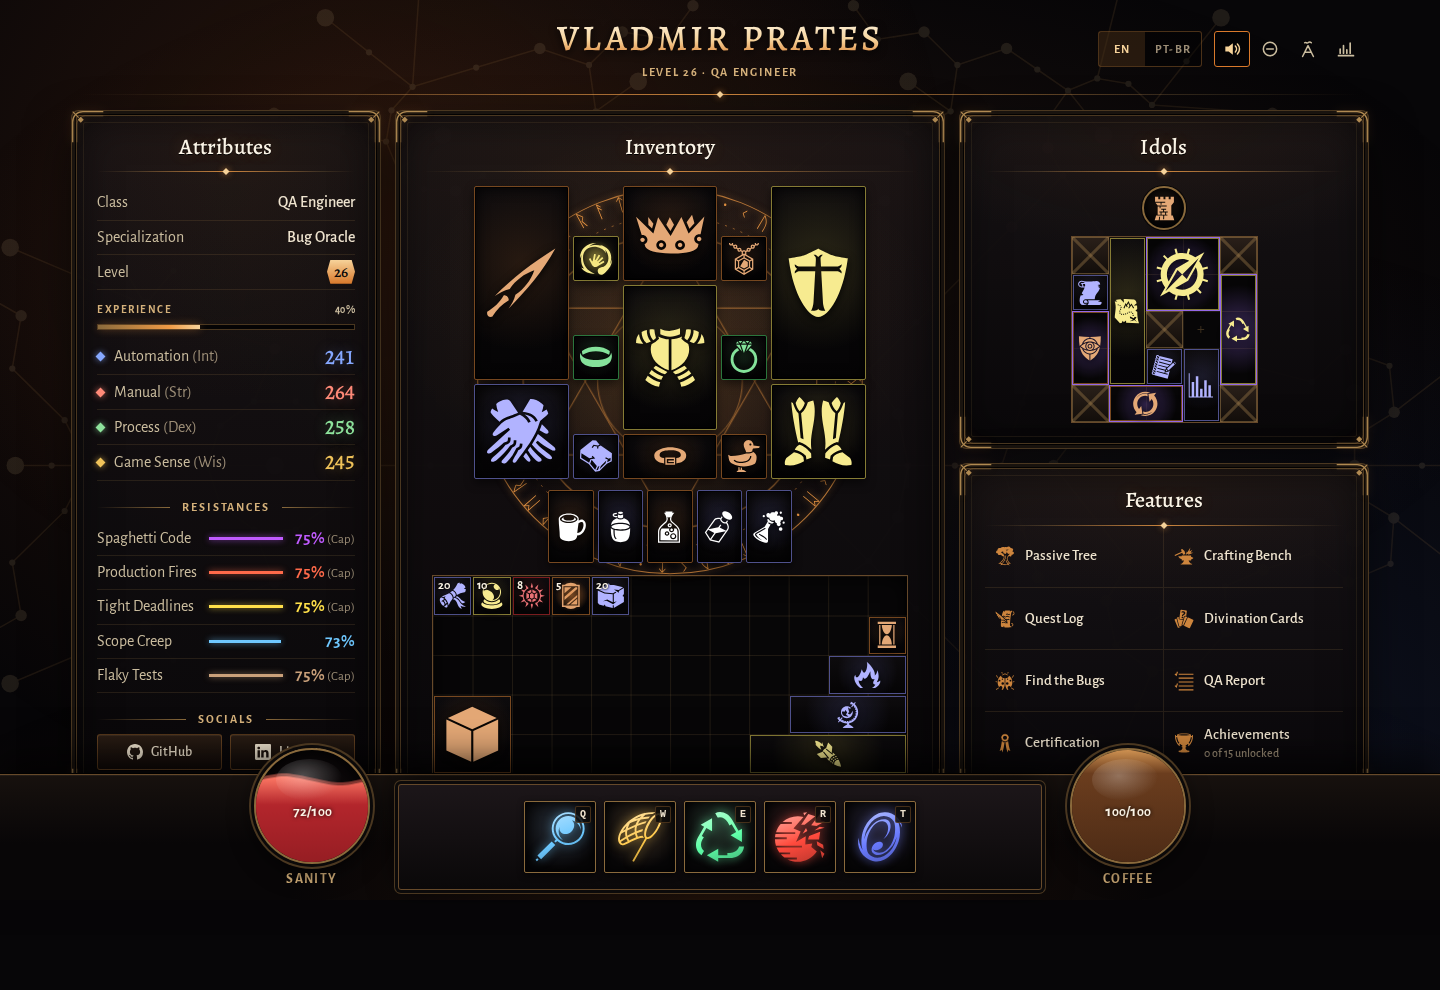 VLADMIR PRATES
LEVEL 26 · QA ENGINEER
EN
PT-BR
Attributes
Class QA Engineer
Specialization Bug Oracle
Level 26
EXPERIENCE 40%
Automation (Int) 241
Manual (Str) 264
Process (Dex) 258
Game Sense (Wis) 245
RESISTANCES
Spaghetti Code 75% (Cap)
Production Fires 75% (Cap)
Tight Deadlines 75% (Cap)
Scope Creep 73%
Flaky Tests 75% (Cap)
SOCIALS
GitHub
Inventory
20 10 8 5 20
Idols
+
Features
Passive Tree
Crafting Bench
Quest Log
Divination Cards
Find the Bugs
QA Report
Certification
Achievements
0 of 15 unlocked
72/100
SANITY
Q W E R T
100/100
COFFEE